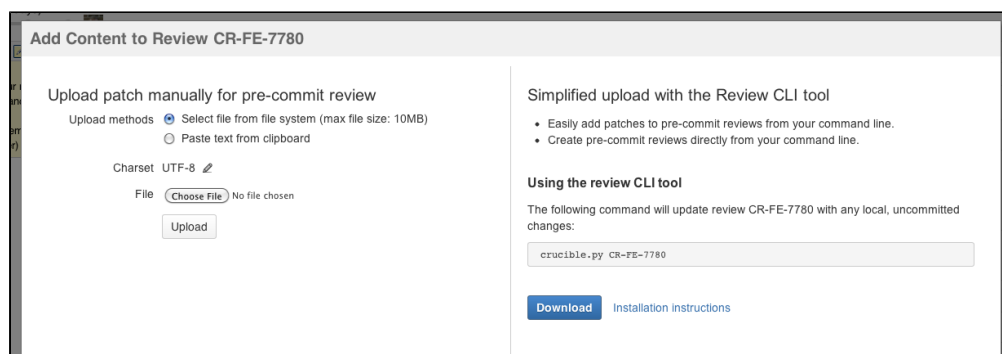 Add Content to Review CR-FE-7780
Upload patch manually for pre-commit review
Upload methods Select file from file system (max file size: 10MB)
Paste text from clipboard
Charset UTF-8
File Choose File No file chosen
Upload
Simplified upload with the Review CLI tool
• Easily add patches to pre-commit reviews from your command line.
• Create pre-commit reviews directly from your command line.
Using the review CLI tool
The following command will update review CR-FE-7780 with any local, uncommitted
changes:
crucible.py CR-FE-7780
Download Installation instructions